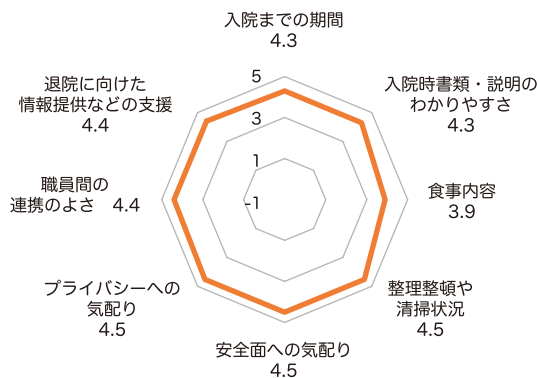 入院までの期間
4.3
入院時書類・説明の
わかりやすさ
4.3
食事内容
3.9
整理整頓や
清掃状況
4.5
安全面への気配り
4.5
プライバシーへの
気配り
4.5
職員間の
連携のよさ 4.4
退院に向けた
情報提供などの支援
4.4
5
3
1
-1